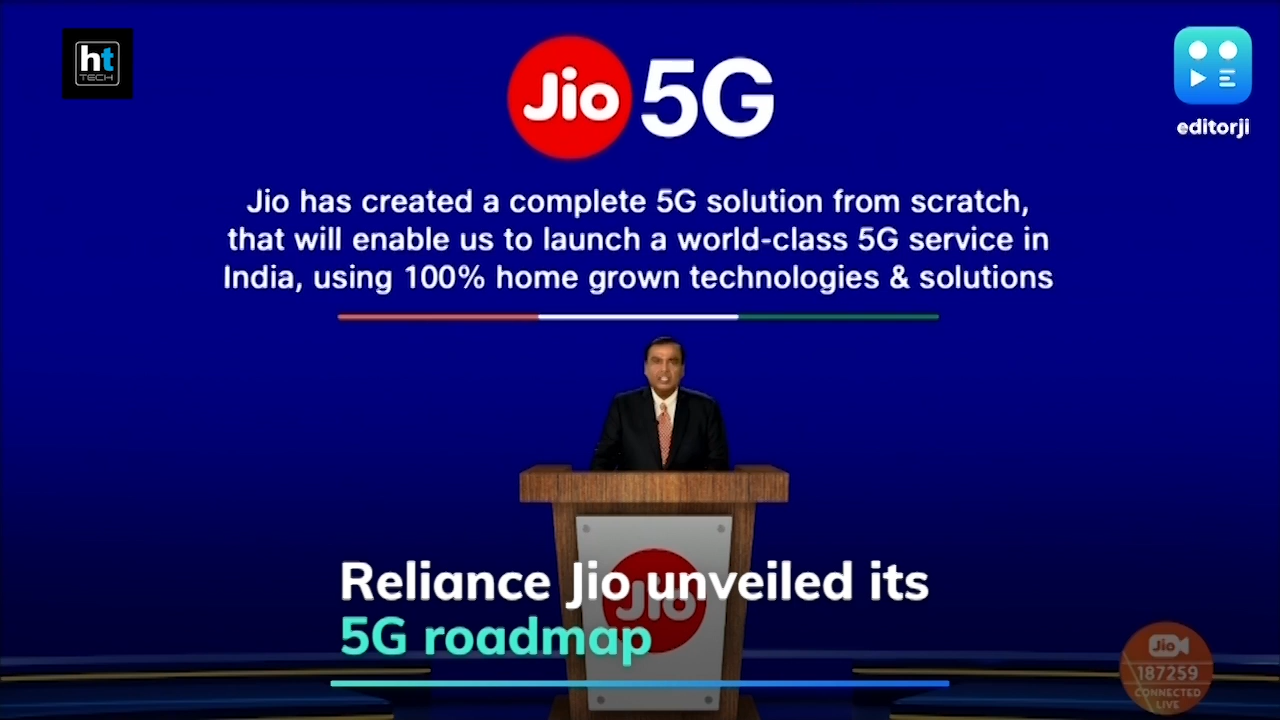 ht
TECH
editorji
Jio 5G
Jio has created a complete 5G solution from scratch,
that will enable us to launch a world-class 5G service in
India, using 100% home grown technologies & solutions
Reliance Jio unveiled its
5G roadmap
Jio
Jio
187259
CONNECTED
LIVE